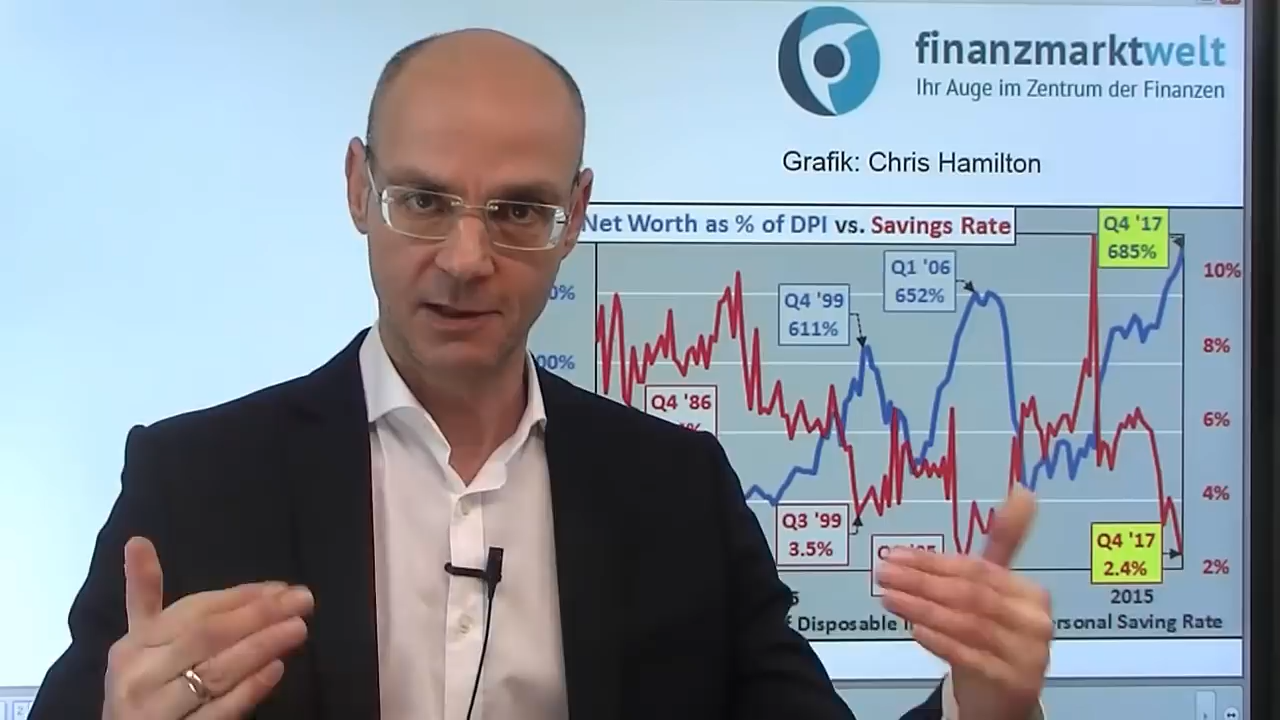 finanzmarktwelt
Ihr Auge im Zentrum der Finanzen
Grafik: Chris Hamilton
Net Worth as % of DPI vs. Savings Rate
Q4 '17
685%
Q1 '06
652%
Q4 '99
611%
Q4 '86
Q3 '99
3.5%
Q4 '17
2.4%
10%
8%
6%
4%
2%
2015
Disposable
Saving Rate